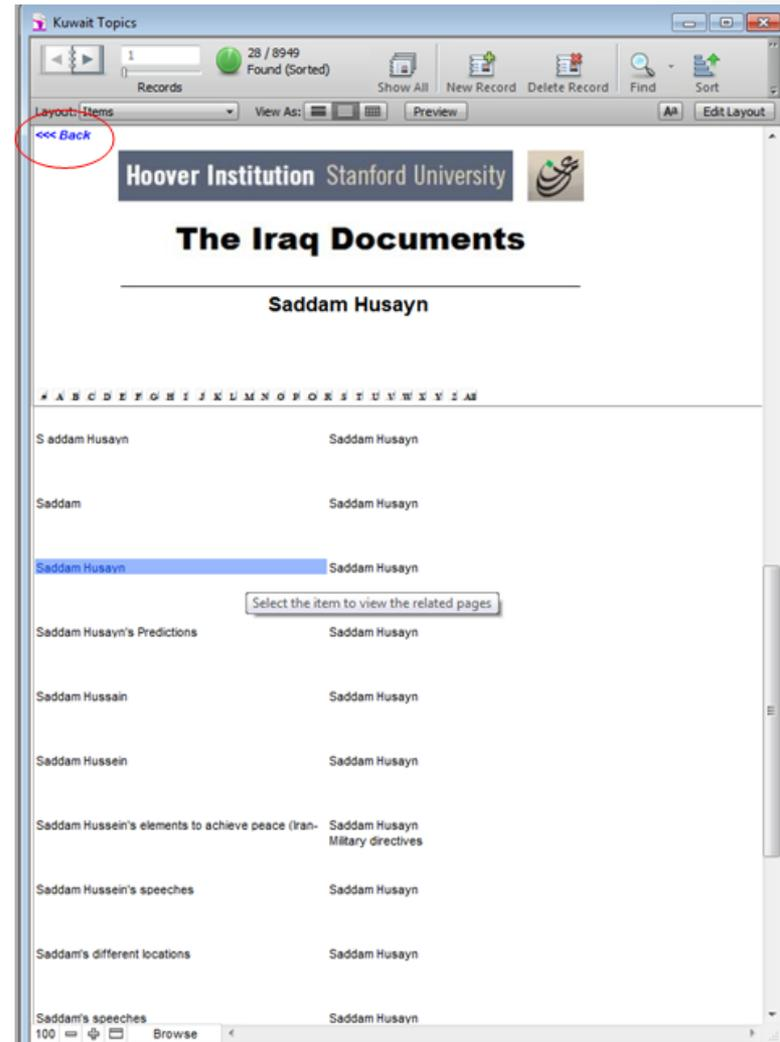 Kuwait Topics
1
28 / 8949
Found (Sorted)
Records
Show All
New Record
Delete Record
Find
Sort
Layout: Items
View As:
Preview
Aa
Edit Layout
<<< Back
Hoover Institution Stanford University
The Iraq Documents
Saddam Husayn
# A B C D E F G H I J K L M N O P Q R S T U V W X Y Z All
S addam Husayn Saddam Husayn
Saddam Saddam Husayn
Saddam Husayn Saddam Husayn
Select the item to view the related pages
Saddam Husayn's Predictions Saddam Husayn
Saddam Hussain Saddam Husayn
Saddam Hussein Saddam Husayn
Saddam Hussein's elements to achieve peace (Iran- Saddam Husayn
Military directives
Saddam Hussein's speeches Saddam Husayn
Saddam's different locations Saddam Husayn
Saddam's speeches Saddam Husayn
100
Browse